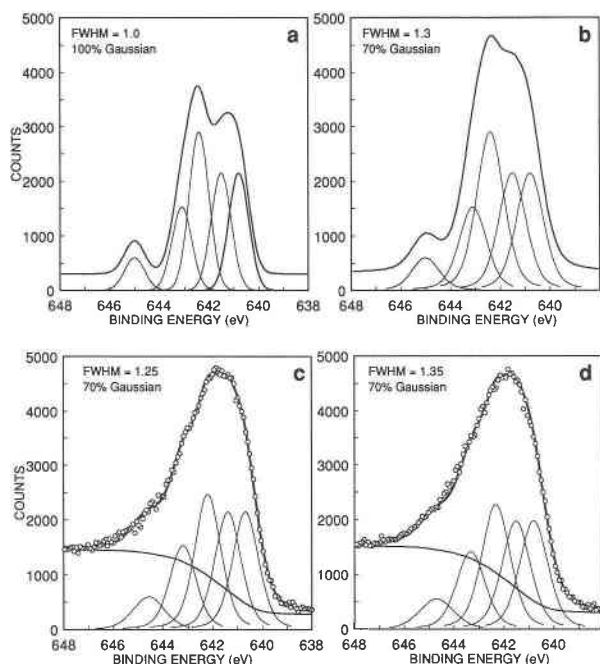 FWHM = 1.0
100% Gaussian
a
COUNTS
5000
4000
3000
2000
1000
0
648
646
644
642
640
638
BINDING ENERGY (eV)
FWHM = 1.3
70% Gaussian
b
5000
4000
3000
2000
1000
0
648
646
644
642
640
BINDING ENERGY (eV)
FWHM = 1.25
70% Gaussian
c
COUNTS
5000
4000
3000
2000
1000
0
648
646
644
642
640
638
BINDING ENERGY (eV)
FWHM = 1.35
70% Gaussian
d
5000
4000
3000
2000
1000
0
648
646
644
642
640
BINDING ENERGY (eV)